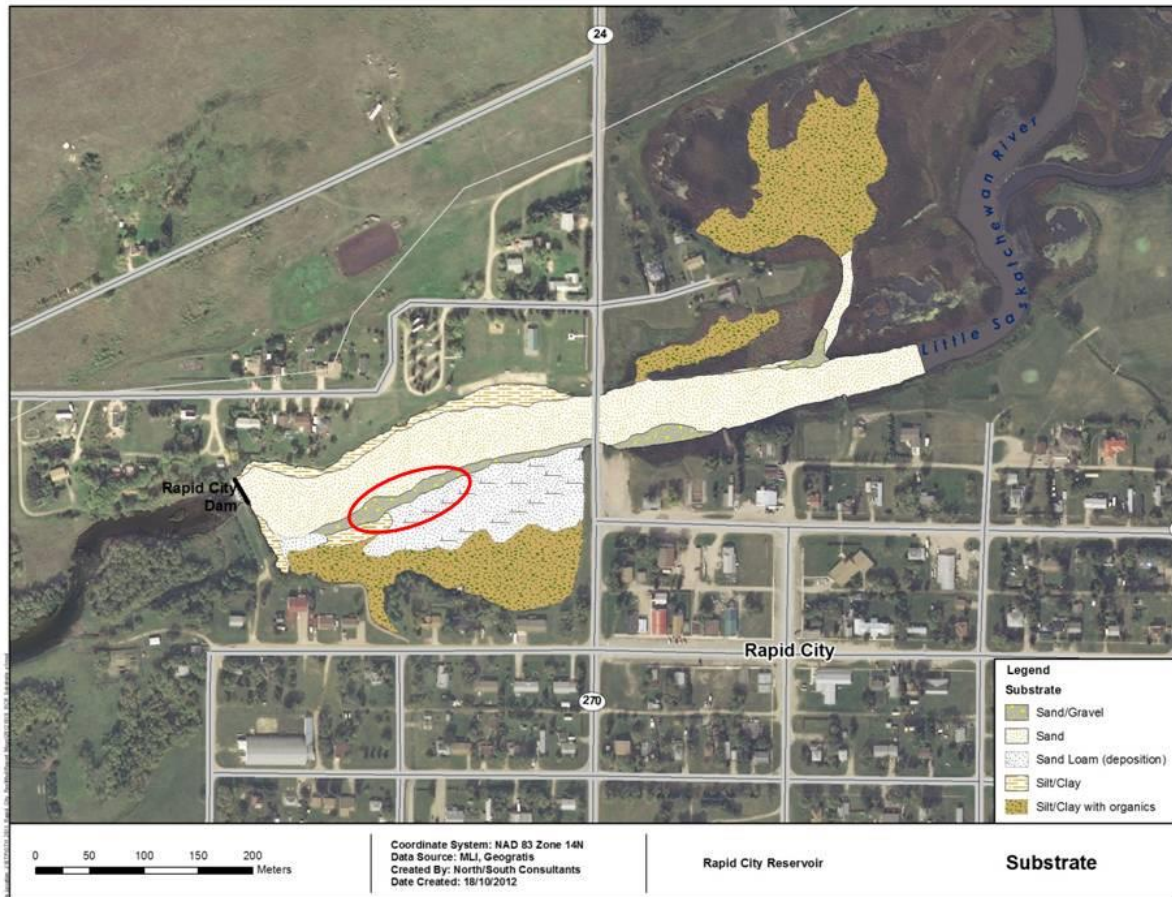 24
Little Saskatchewan River
Rapid City
Dam
Rapid City
270
Legend
Substrate
Sand/Gravel
Sand
Sand Loam (deposition)
Silt/Clay
Silt/Clay with organics
0 50 100 150 200
Meters
Coordinate System: NAD 83 Zone 14N
Data Source: MLI, Geogratis
Created By: North/South Consultants
Date Created: 18/10/2012
Rapid City Reservoir
Substrate